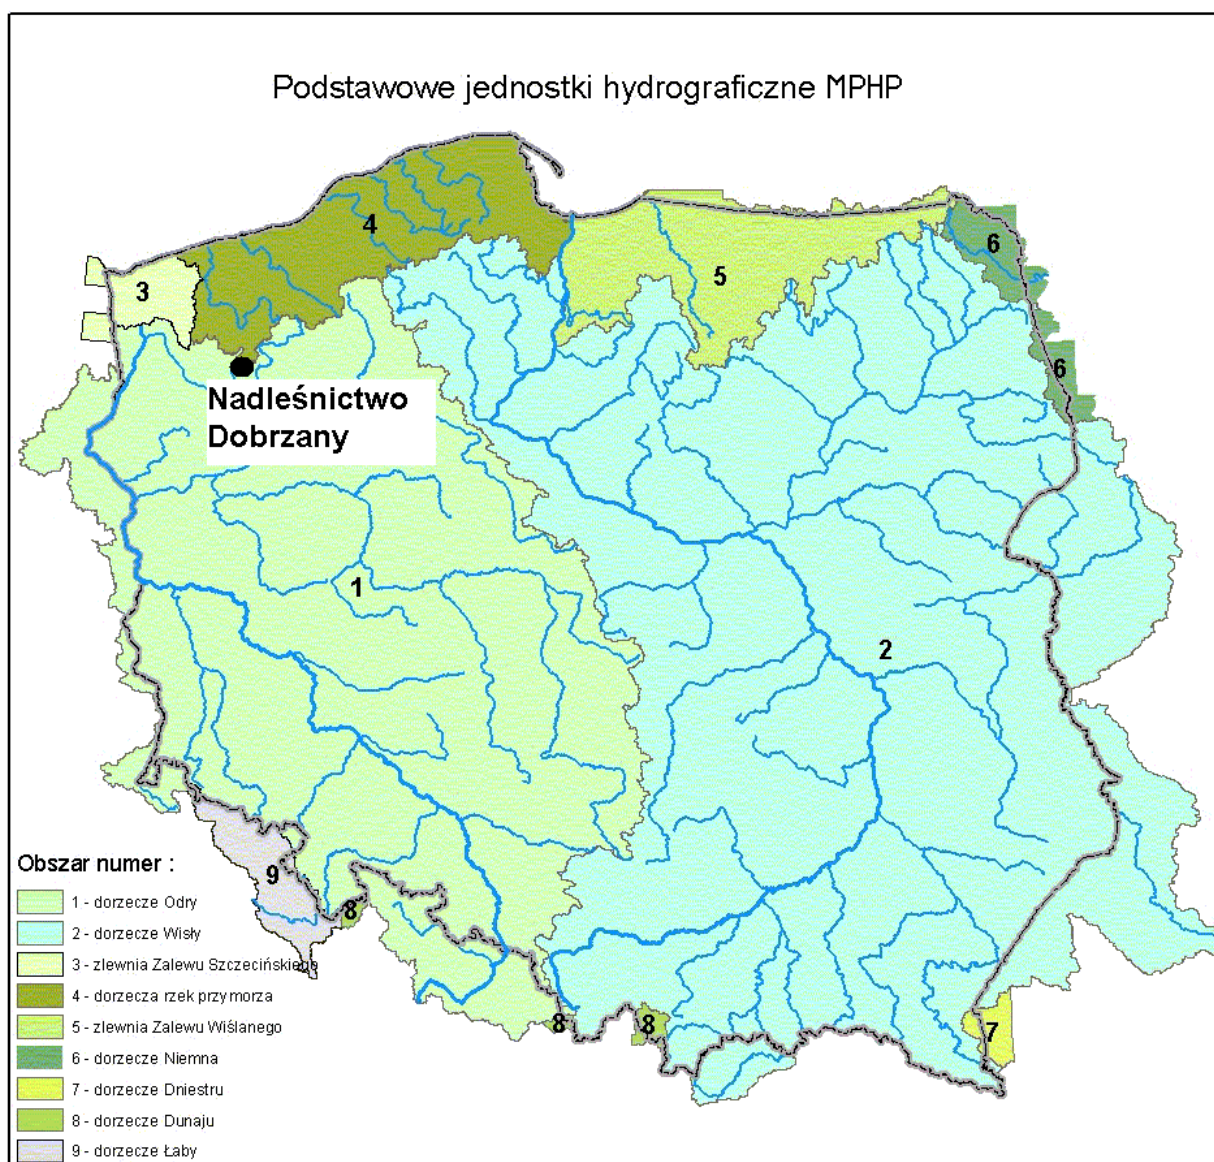 Podstawowe jednostki hydrograficzne MPHP
4
6
5
3
6
Nadleśnictwo
Dobrzany
1
2
Obszar numer :
9
8
1 - dorzecze Odry
2 - dorzecze Wisły
3 - zlewnia Zalewu Szczecińskiego
4 - dorzecza rzek przymorza
5 - zlewnia Zalewu Wiślanego
8
8
7
6 - dorzecze Niemna
7 - dorzecze Dniestru
8 - dorzecze Dunaju
9 - dorzecze Łaby